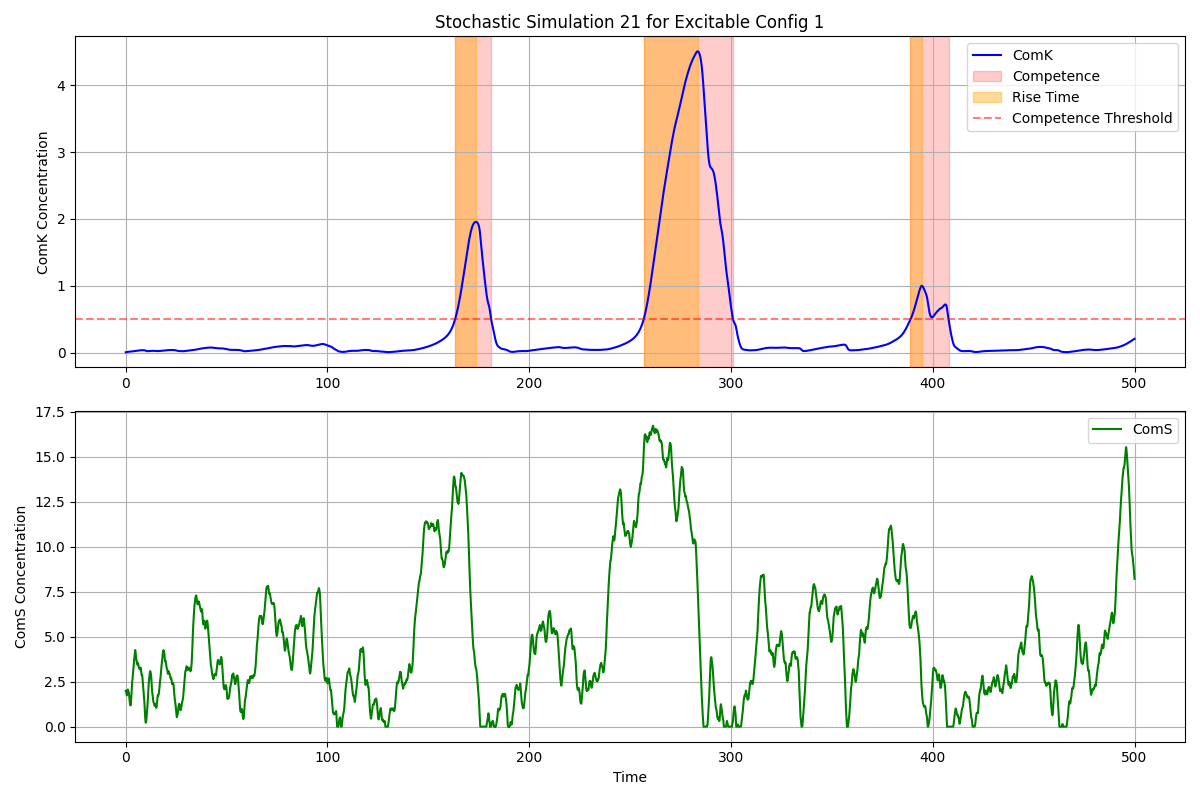 Stochastic Simulation 21 for Excitable Config 1
ComK Concentration
4
3
2
1
0
ComK
Competence
Rise Time
Competence Threshold
0 100 200 300 400 500
ComS Concentration
17.5
15.0
12.5
10.0
7.5
5.0
2.5
0.0
ComS
0 100 200 300 400 500
Time